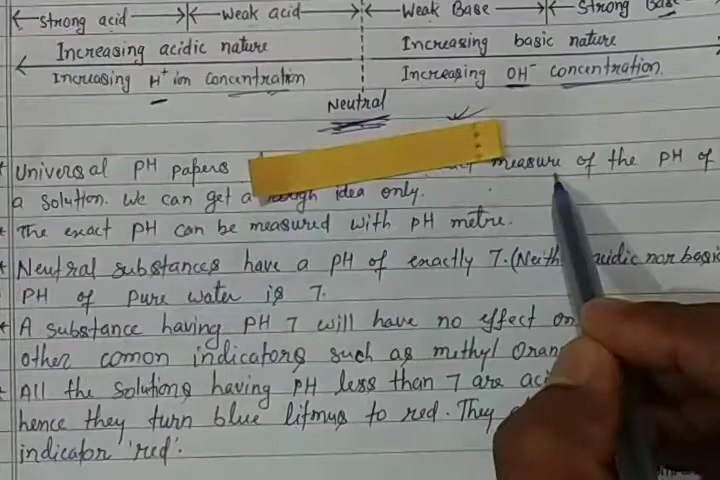 strong acid weak acid Weak Base Strong Base
Increasing acidic nature Increasing basic nature
Increasing H+ ion concentration Increasing OH- concentration.
Neutral
Universal PH papers measure of the PH of
a solution. We can get a rough idea only.
The exact PH can be measured with PH metre.
Neutral substances have a PH of exactly 7. (Neith acidic nor basic
PH of pure water is 7.
A substance having PH 7 will have no effect on
other comon indicators such as methyl Oran
All the solutions having PH less than 7 are aci
hence they turn blue litmus to red. They
indicator 'red'.